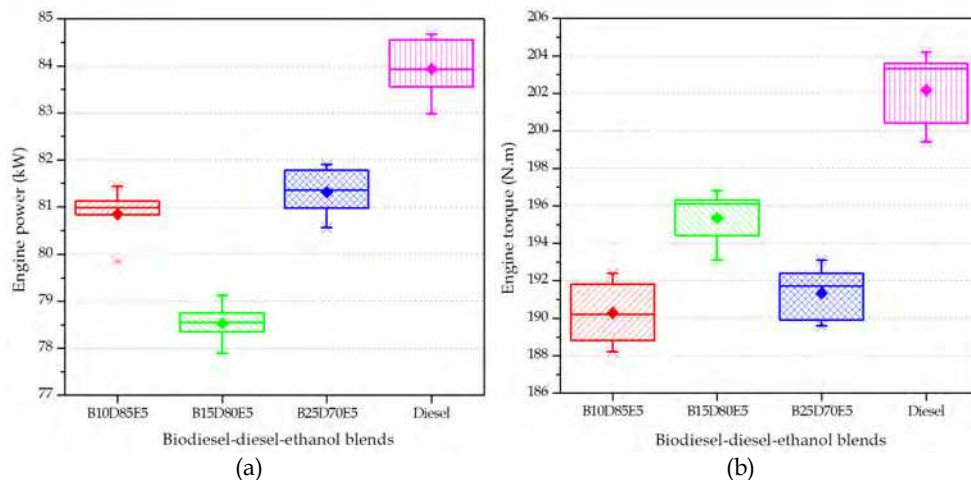 85
84
83
82
81
80
79
78
77
Engine power (kW)
B10D85E5
B15D80E5
B25D70E5
Diesel
Biodiesel-diesel-ethanol blends
(a)
206
204
202
200
198
196
194
192
190
188
186
Engine torque (N.m)
B10D85E5
B15D80E5
B25D70E5
Diesel
Biodiesel-diesel-ethanol blends
(b)